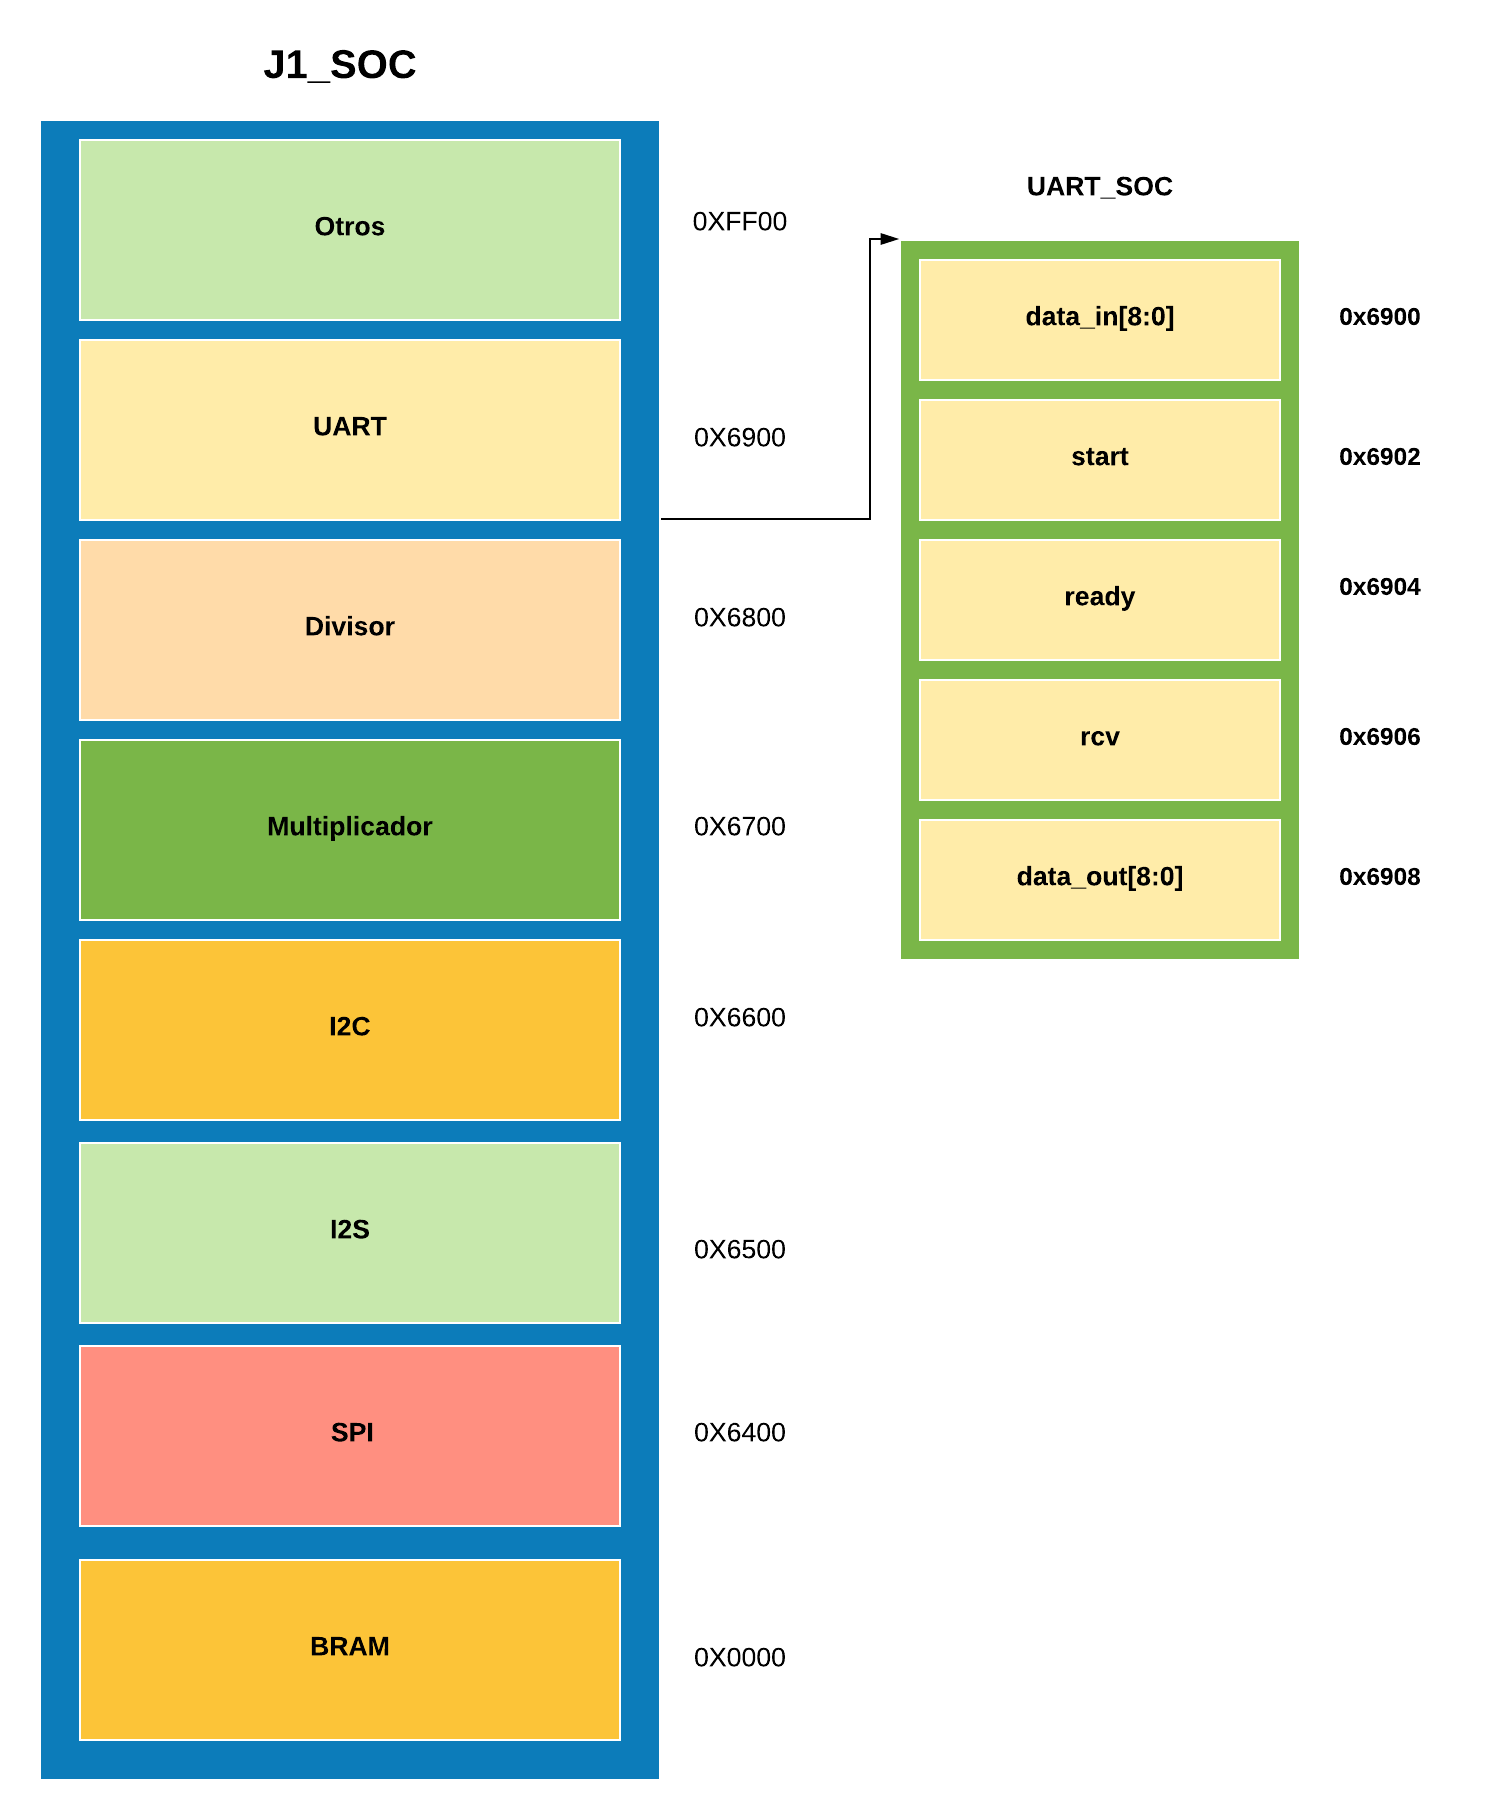 J1_SOC
Otros
0XFF00
UART
0X6900
Divisor
0X6800
Multiplicador
0X6700
I2C
0X6600
I2S
0X6500
SPI
0X6400
BRAM
0X0000
UART_SOC
data_in[8:0]
0x6900
start
0x6902
ready
0x6904
rcv
0x6906
data_out[8:0]
0x6908